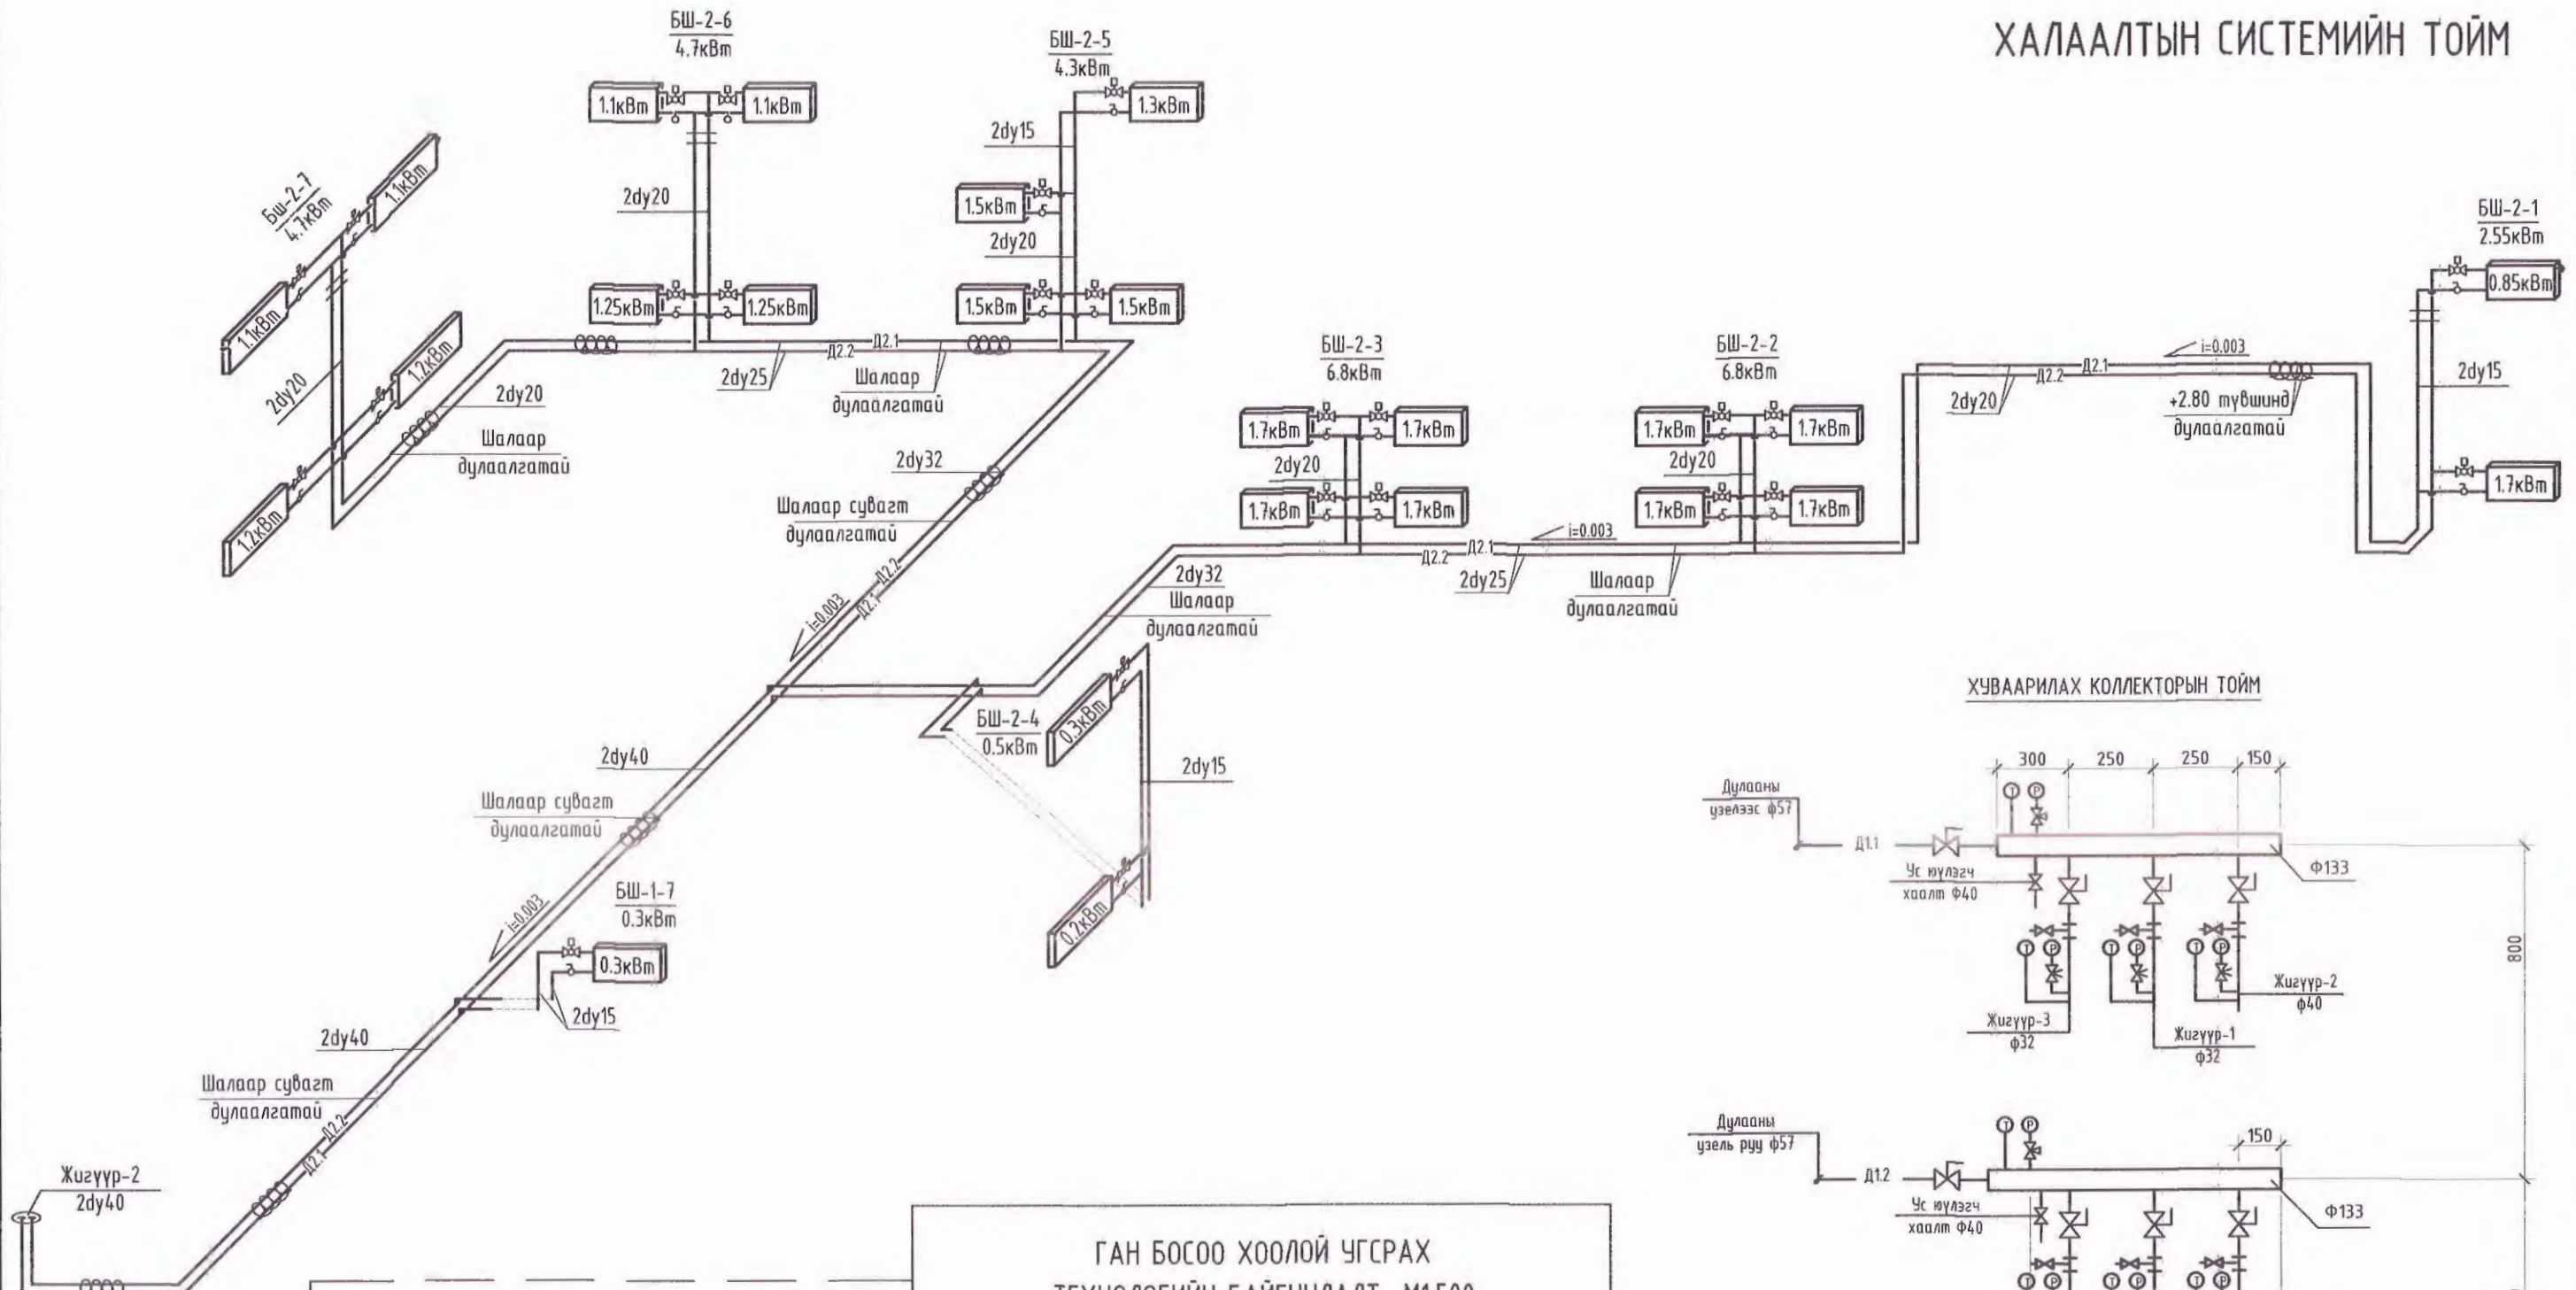 ХАЛААЛТЫН СИСТЕМИЙН ТОЙМ
БШ-2-6
4.7кВт
1.1кВт
1.1кВт
2dy20
1.25кВт
1.25кВт
БШ-2-5
4.3кВт
1.3кВт
2dy15
1.5кВт
2dy20
1.5кВт
1.5кВт
БШ-2-7
4.7кВт
1.1кВт
1.1кВт
2dy20
1.2кВт
1.2кВт
2dy20
Шалаар
дулаалгатай
2dy25
Д2.2
Д2.1
Шалаар
дулаалгатай
2dy32
Шалаар сувагт
дулаалгатай
Д2.2
Д2.1
i=0.003
БШ-2-3
6.8кВт
1.7кВт
1.7кВт
2dy20
1.7кВт
1.7кВт
БШ-2-2
6.8кВт
1.7кВт
1.7кВт
2dy20
1.7кВт
1.7кВт
БШ-2-1
2.55кВт
0.85кВт
2dy15
1.7кВт
i=0.003
Д2.1
Д2.2
2dy20
+2.80 түвшинд
дулаалгатай
i=0.003
Д2.1
Д2.2
2dy25
Шалаар
дулаалгатай
2dy32
Шалаар
дулаалгатай
БШ-2-4
0.5кВт
0.3кВт
2dy15
0.2кВт
2dy40
Шалаар сувагт
дулаалгатай
i=0.003
БШ-1-7
0.3кВт
0.3кВт
2dy15
2dy40
Шалаар сувагт
дулаалгатай
Д2.2
Д2.1
Жигүүр-2
2dy40
ХУВААРИЛАХ КОЛЛЕКТОРЫН ТОЙМ
300
250
250
150
Дулааны
узелээс ф57
Т
Р
Д1.1
Ус юүлэгч
хаалт Ф40
Ф133
Т
Р
Т
Р
Т
Р
800
Жигүүр-2
ф40
Жигүүр-3
ф32
Жигүүр-1
ф32
Дулааны
узель руу ф57
Т
Р
150
Д1.2
Ус юүлэгч
хаалт Ф40
Ф133
Т
Р
Т
Р
Т
Р
ГАН БОСОО ХООЛОЙ УГСРАХ